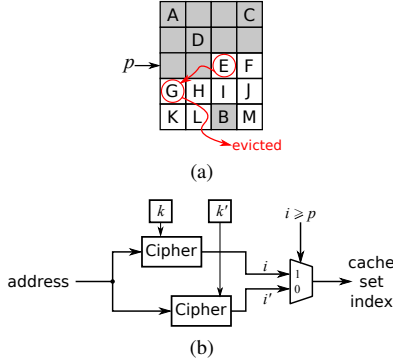 A C
D
p E F
G H I J
K L B M
evicted
(a)
k k′
i ⩾ p
Cipher
address
i 1
i′ 0
Cipher
cache
set
index
(b)